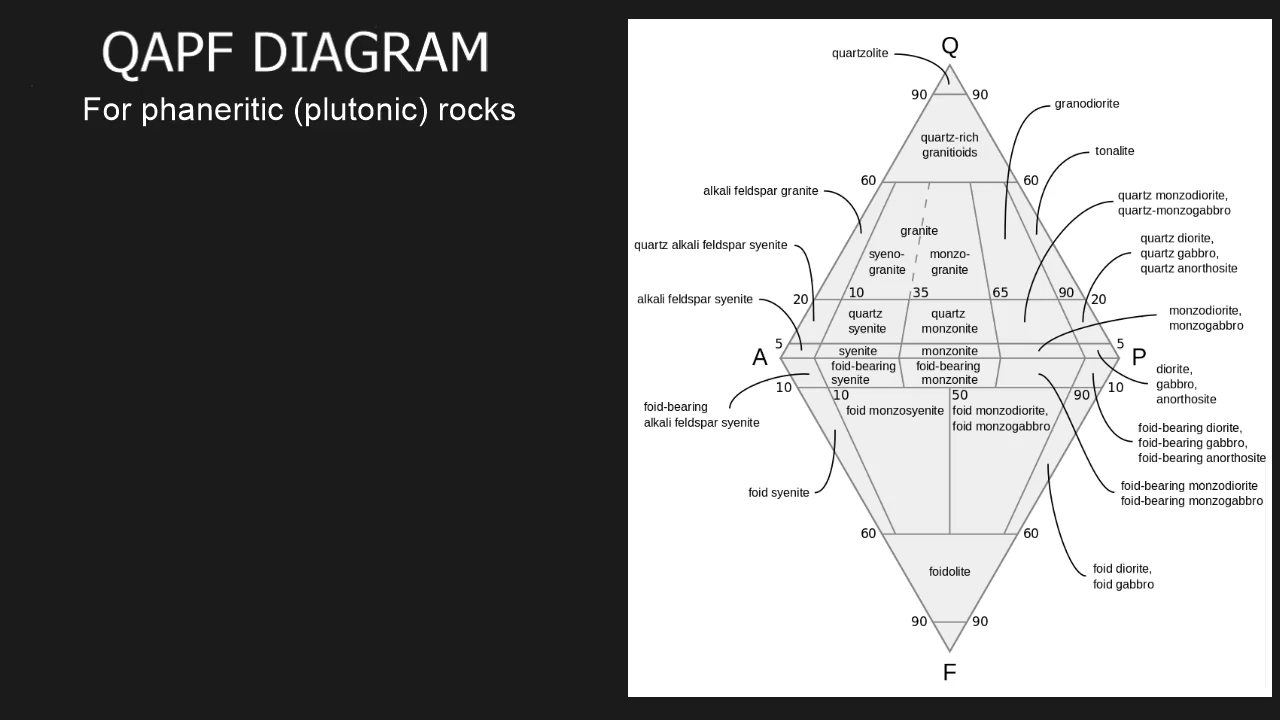 QAPF DIAGRAM
For phaneritic (plutonic) rocks
Q
quartzolite
90
90
granodiorite
quartz-rich
granitioids
tonalite
60
60
alkali feldspar granite
quartz monzodiorite,
quartz-monzogabbro
granite
quartz alkali feldspar syenite
syeno-
granite
monzo-
granite
quartz diorite,
quartz gabbro,
quartz anorthosite
20
10
35
65
90
20
alkali feldspar syenite
quartz
syenite
quartz
monzonite
monzodiorite,
monzogabbro
5
5
syenite
monzonite
A
P
foid-bearing
syenite
foid-bearing
monzonite
diorite,
gabbro,
anorthosite
10
10
50
90
10
foid-bearing
alkali feldspar syenite
foid monzosyenite
foid monzodiorite,
foid monzogabbro
foid-bearing diorite,
foid-bearing gabbro,
foid-bearing anorthosite
foid syenite
foid-bearing monzodiorite
foid-bearing monzogabbro
60
60
foidolite
foid diorite,
foid gabbro
90
90
F